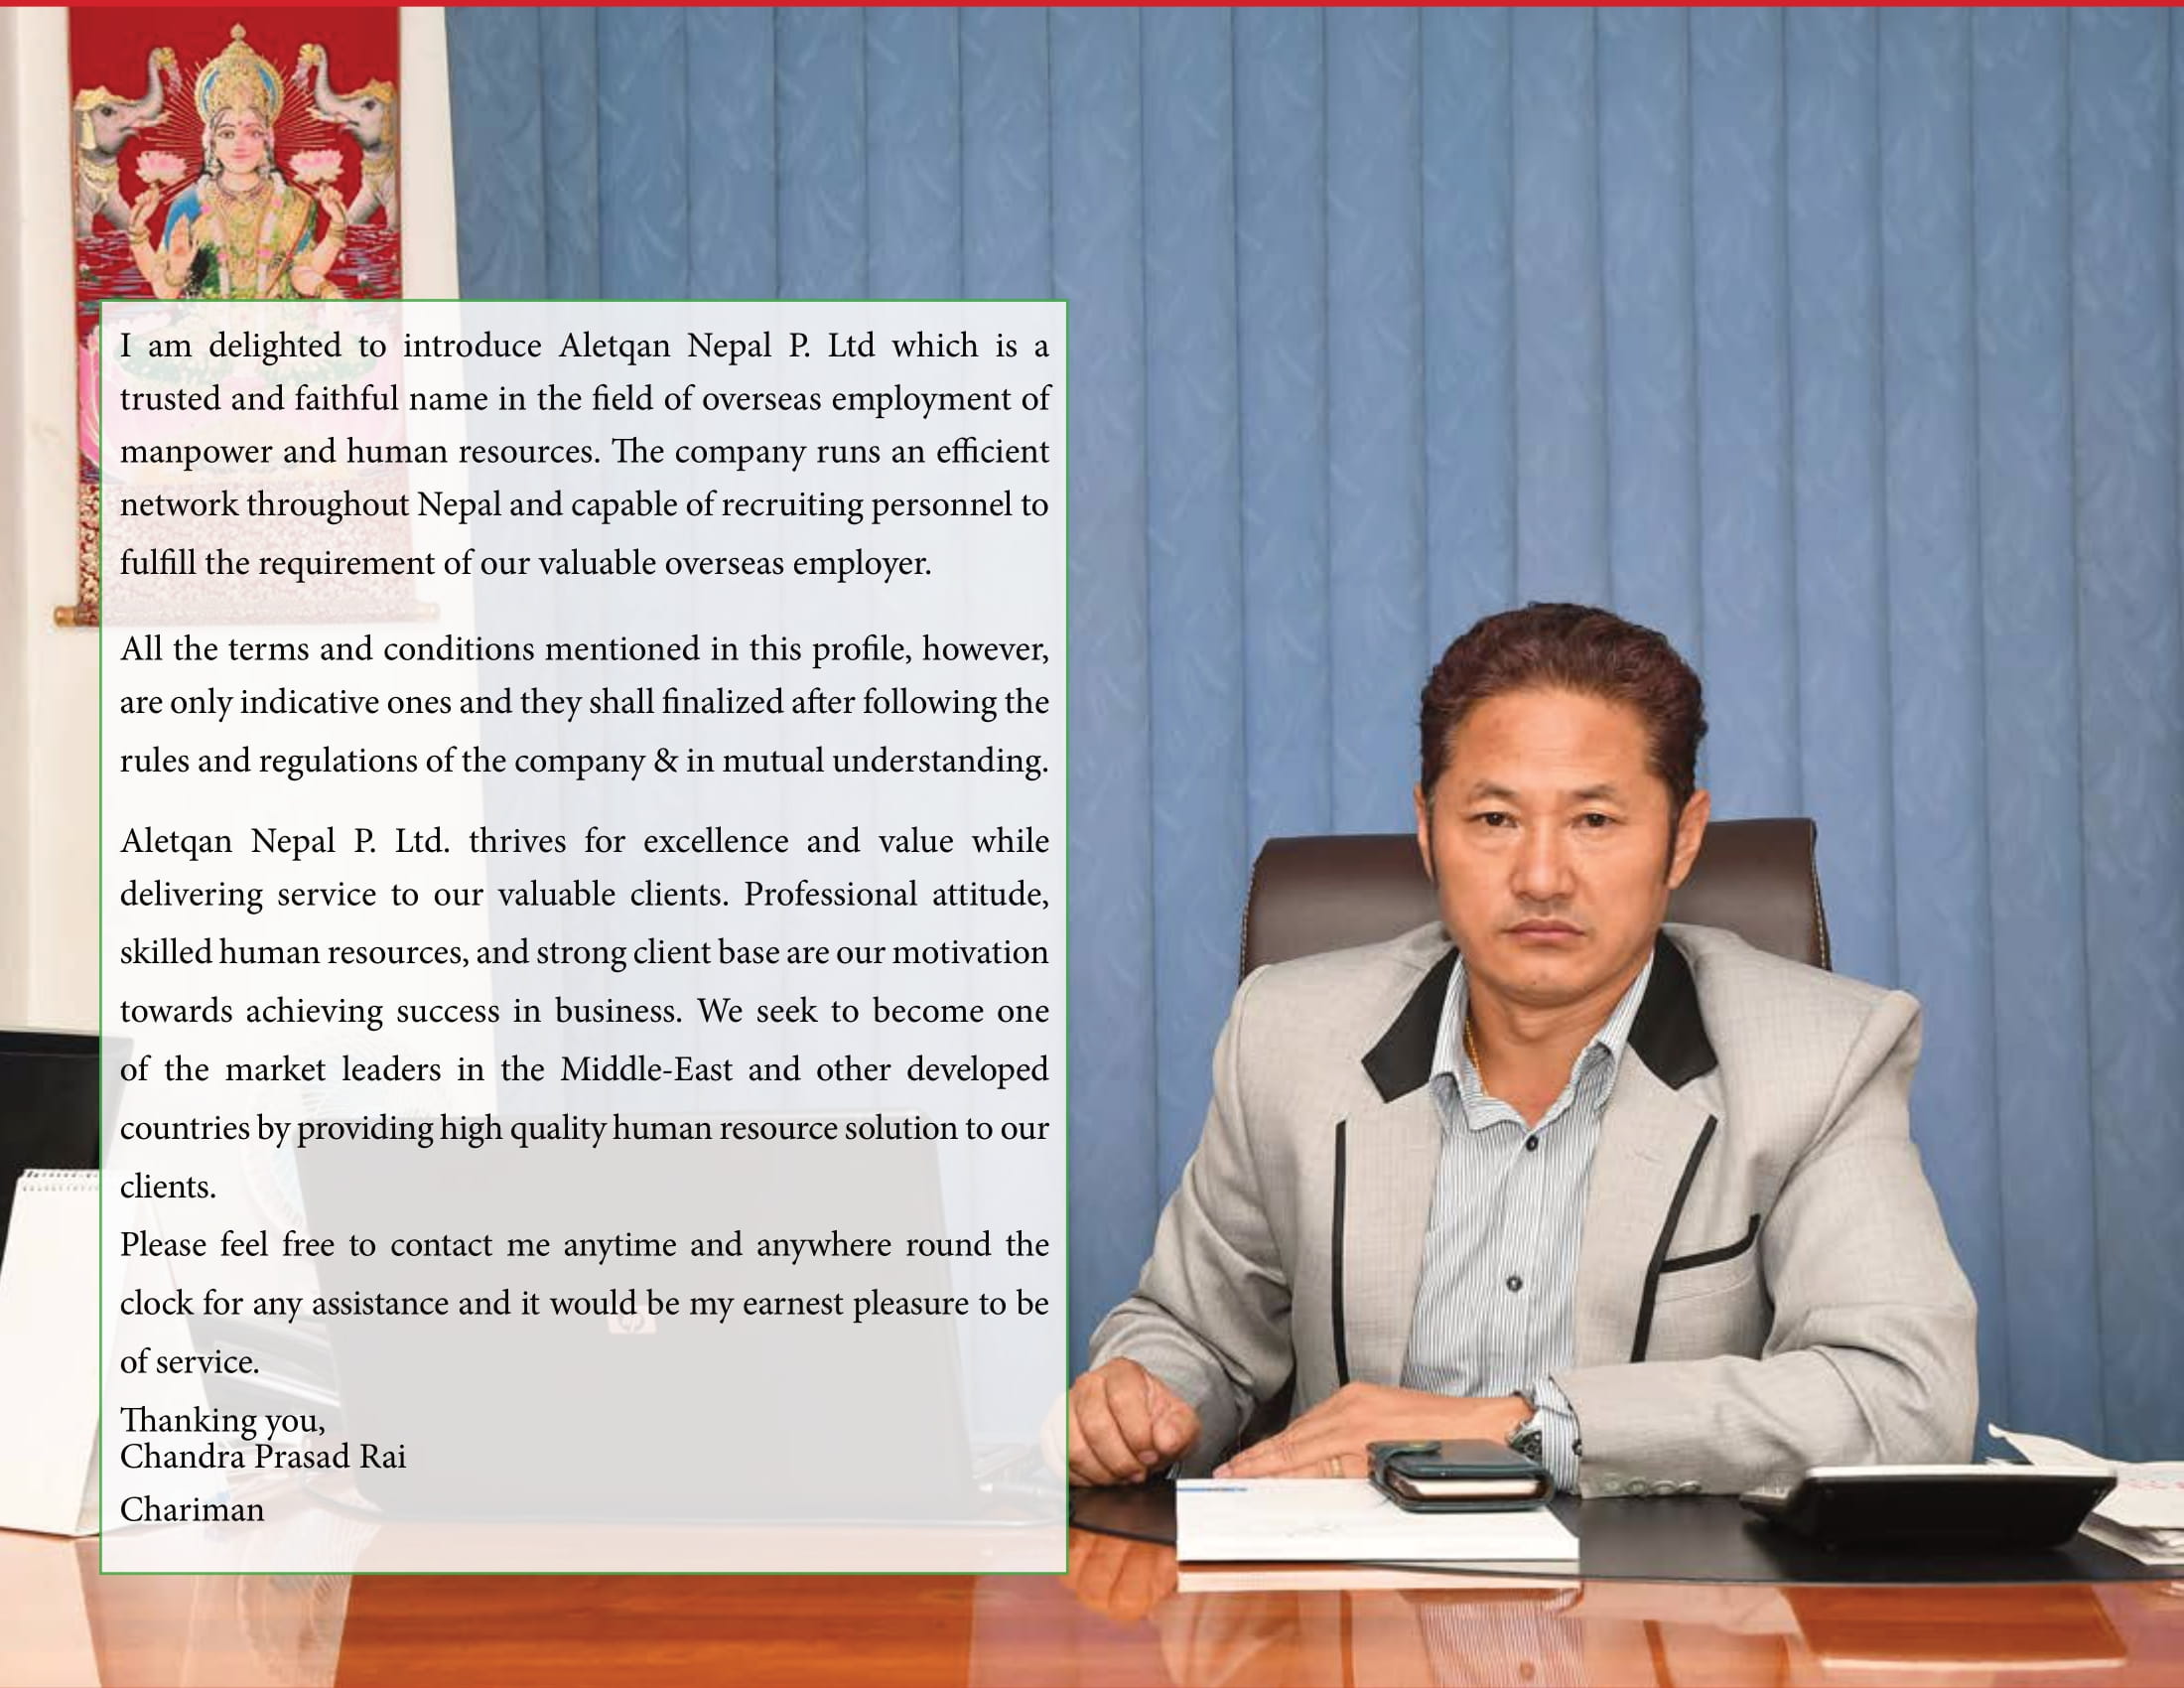 I am delighted to introduce Aletqan Nepal P. Ltd which is a
trusted and faithful name in the field of overseas employment of
manpower and human resources. The company runs an efficient
network throughout Nepal and capable of recruiting personnel to
fulfill the requirement of our valuable overseas employer.
All the terms and conditions mentioned in this profile, however,
are only indicative ones and they shall finalized after following the
rules and regulations of the company & in mutual understanding.
Aletqan Nepal P. Ltd. thrives for excellence and value while
delivering service to our valuable clients. Professional attitude,
skilled human resources, and strong client base are our motivation
towards achieving success in business. We seek to become one
of the market leaders in the Middle-East and other developed
countries by providing high quality human resource solution to our
clients.
Please feel free to contact me anytime and anywhere round the
clock for any assistance and it would be my earnest pleasure to be
of service.
Thanking you,
Chandra Prasad Rai
Chariman